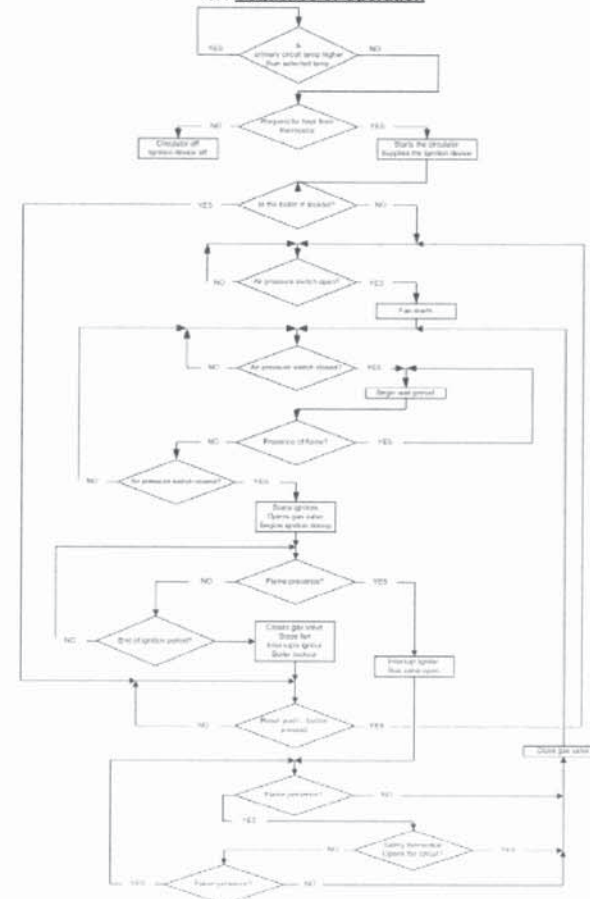 Is
primary circuit temp higher
than selected temp
YES
NO
Request for heat from
thermostat
NO
YES
Circulator off
Ignition device off
Starts the circulator
Supplies the ignition device
Is the boiler in lockout?
YES
NO
Air pressure switch open?
NO
YES
Fan starts
Air pressure switch closed?
NO
YES
Begin wait period
Presence of flame?
NO
YES
Air pressure switch closed?
NO
YES
Starts ignition
Opens gas valve
Begins ignition timing
Flame presence?
NO
YES
End of ignition period?
NO
Closes gas valve
Stops fan
Interrupts ignitor
Boiler lockout
Interrupt igniter
Gas valve open
Reset push button
pressed
NO
YES
Close gas valve
Flame presence?
NO
YES
Safety thermostat
Opens for circuit?
NO
YES
Flame presence?
YES
NO